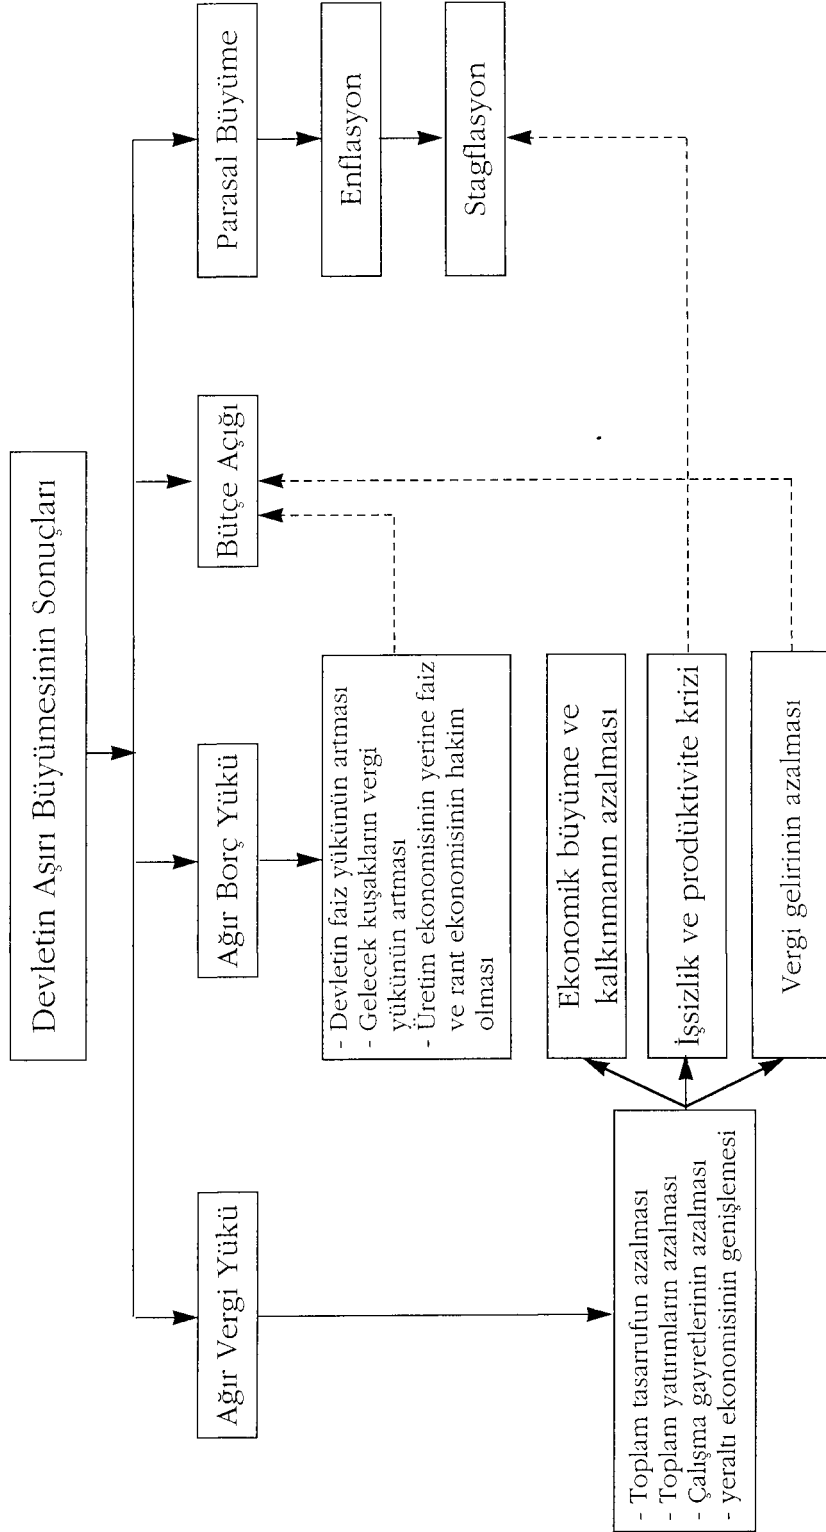 Devletin Aşırı Büyümesinin Sonuçları
Ağır Vergi Yükü
Ağır Borç Yükü
Bütçe Açığı
Parasal Büyüme
- Devletin faiz yükünün artması
- Gelecek kuşakların vergi
yükünün artması
- Üretim ekonomisinin yerine faiz
ve rant ekonomisinin hakim
olması
Enflasyon
Stagflasyon
- Toplam tasarrufun azalması
- Toplam yatırımların azalması
- Çalışma gayretlerinin azalması
- yeraltı ekonomisinin genişlemesi
Ekonomik büyüme ve
kalkınmanın azalması
İşsizlik ve prodüktivite krizi
Vergi gelirinin azalması